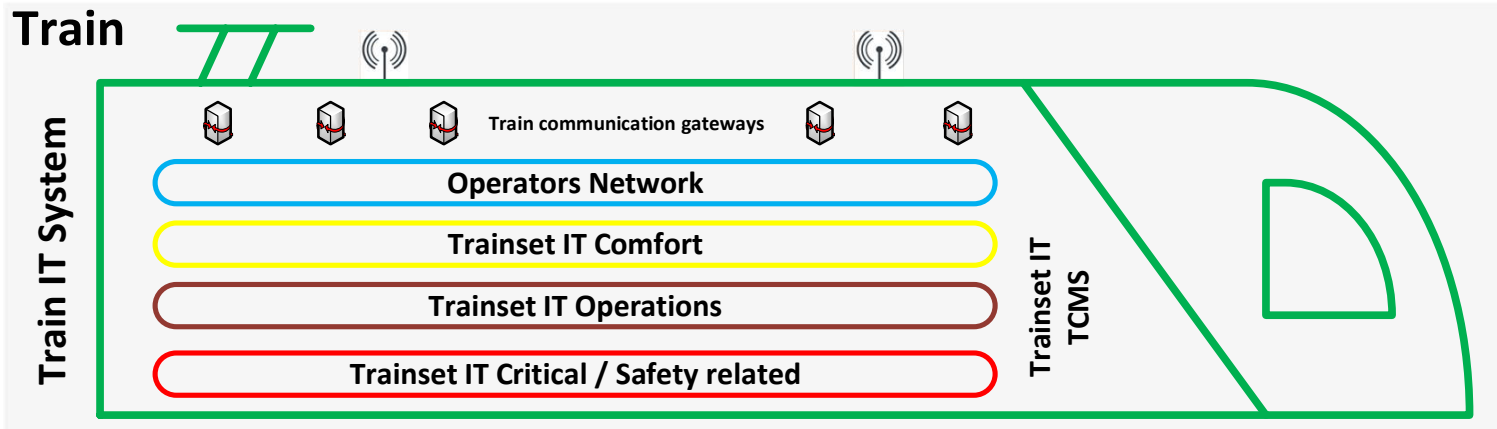 Train
Train IT System
Train communication gateways
Operators Network
Trainset IT Comfort
Trainset IT Operations
Trainset IT Critical / Safety related
Trainset IT
TCMS